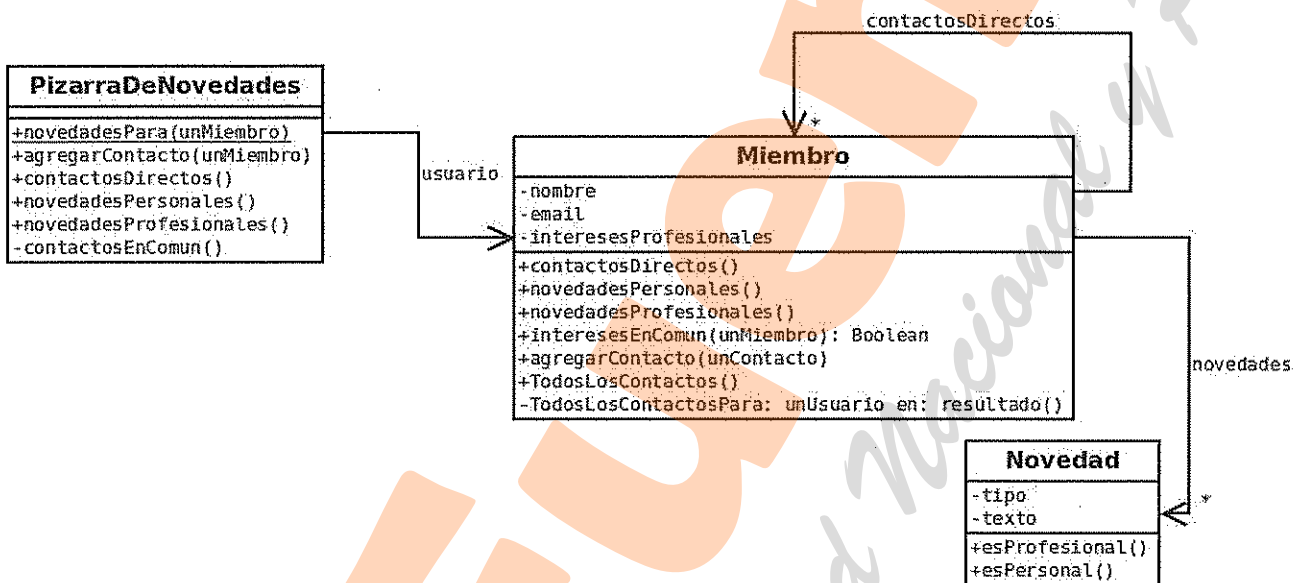 contactosDirectos
*
PizarraDeNovedades
+novedadesPara(unMiembro)
+agregarContacto(unMiembro)
+contactosDirectos()
+novedadesPersonales()
+novedadesProfesionales()
-contactosEnComun()
usuario
Miembro
-nombre
-email
-interesesProfesionales
+contactosDirectos()
+novedadesPersonales()
+novedadesProfesionales()
+interesesEnComun(unMiembro): Boolean
+agregarContacto(unContacto)
+TodosLosContactos()
-TodosLosContactosPara: unUsuario en: resultado()
novedades
*
Novedad
-tipo
-texto
+esProfesional()
+esPersonal()
Nacional y